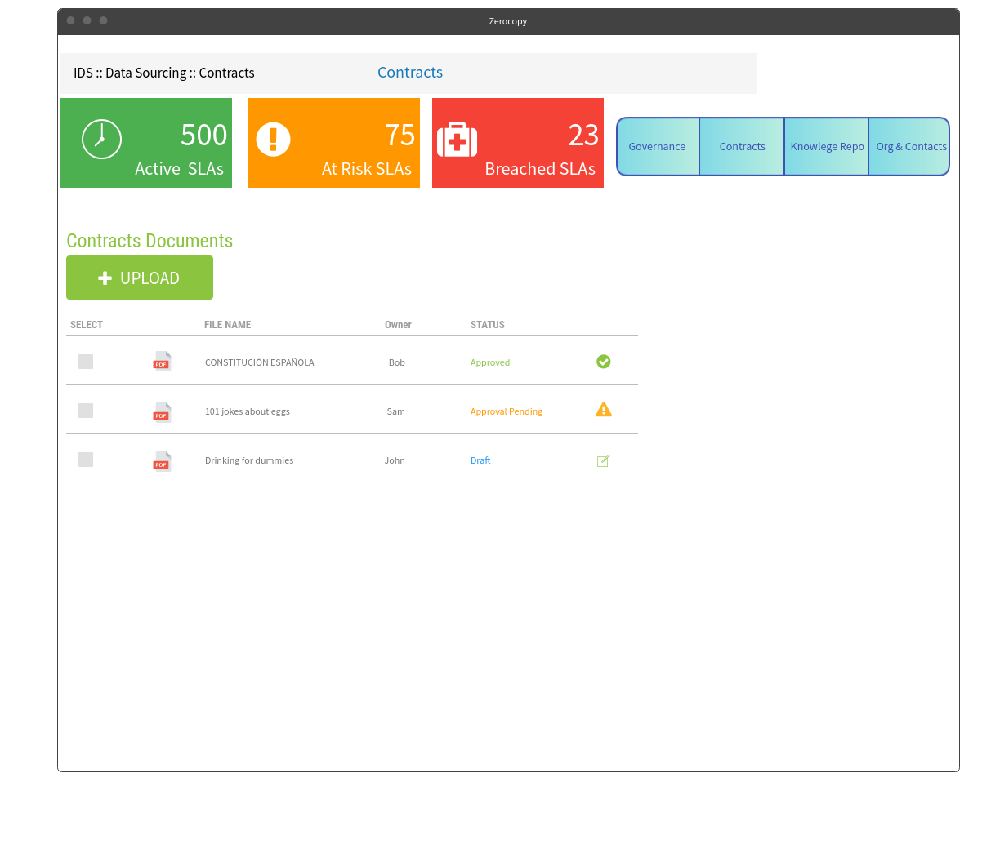 Zerocopy
IDS :: Data Sourcing :: Contracts
Contracts
500
Active  SLAs
75
At Risk SLAs
23
Breached SLAs
Governance
Contracts
Knowlege Repo
Org & Contacts
Contracts Documents
UPLOAD
SELECT FILE NAME Owner STATUS
PDF CONSTITUCIÓN ESPAÑOLA Bob Approved
PDF 101 jokes about eggs Sam Approval Pending
PDF Drinking for dummies John Draft